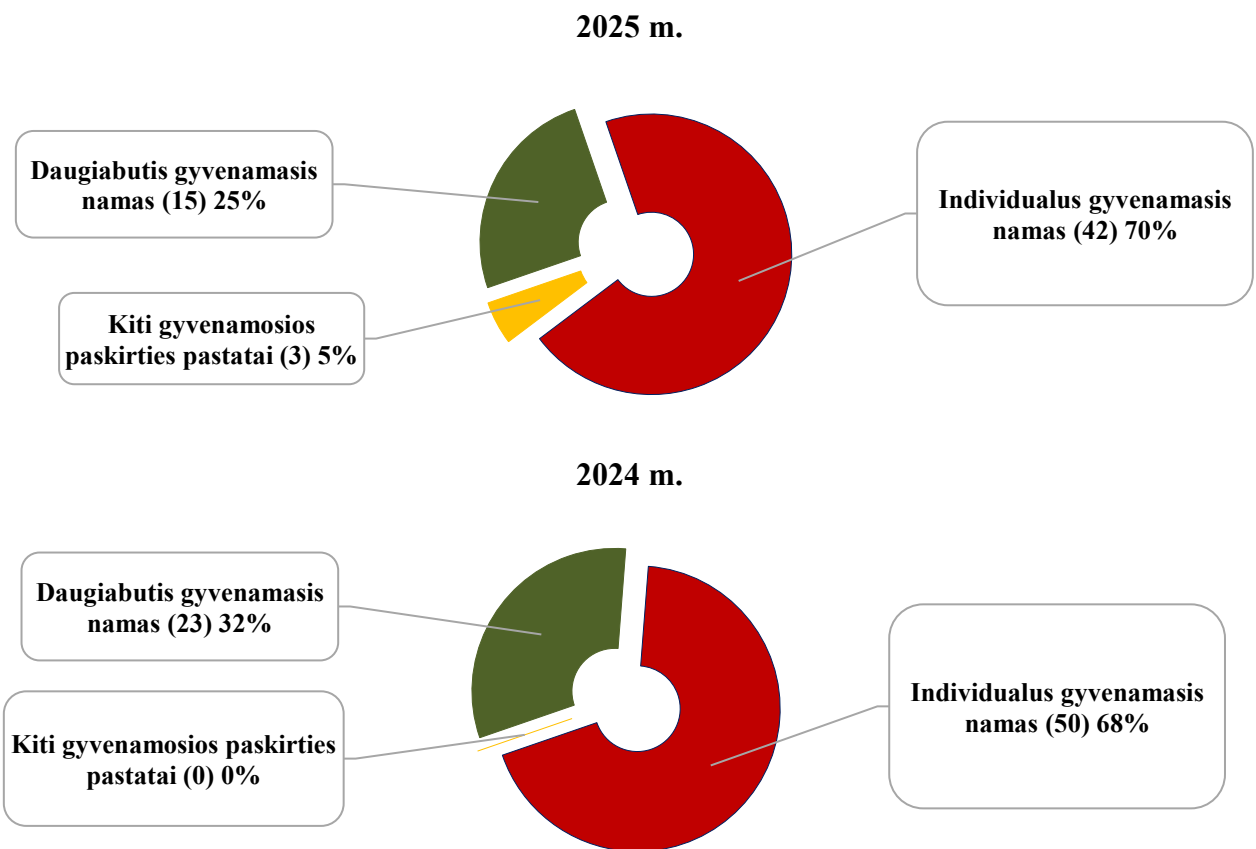 2025 m.
Daugiabutis gyvenamasis
namas (15) 25%
Individualus gyvenamasis
namas (42) 70%
Kiti gyvenamosios
paskirties pastatai (3) 5%
2024 m.
Daugiabutis gyvenamasis
namas (23) 32%
Individualus gyvenamasis
namas (50) 68%
Kiti gyvenamosios paskirties
pastatai (0) 0%